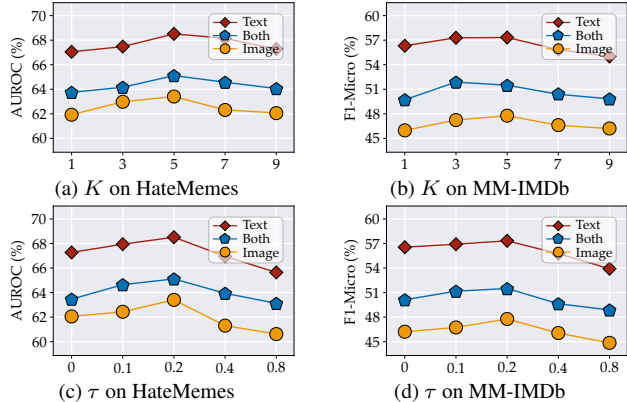 70
68
66
64
62
60
AUROC (%)
Text
Both
Image
1 3 5 7 9
(a) K on HateMemes
60
57
54
51
48
45
F1-Micro (%)
Text
Both
Image
1 3 5 7 9
(b) K on MM-IMDb
70
68
66
64
62
60
AUROC (%)
Text
Both
Image
0 0.1 0.2 0.4 0.8
(c) τ on HateMemes
60
57
54
51
48
45
F1-Micro (%)
Text
Both
Image
0 0.1 0.2 0.4 0.8
(d) τ on MM-IMDb